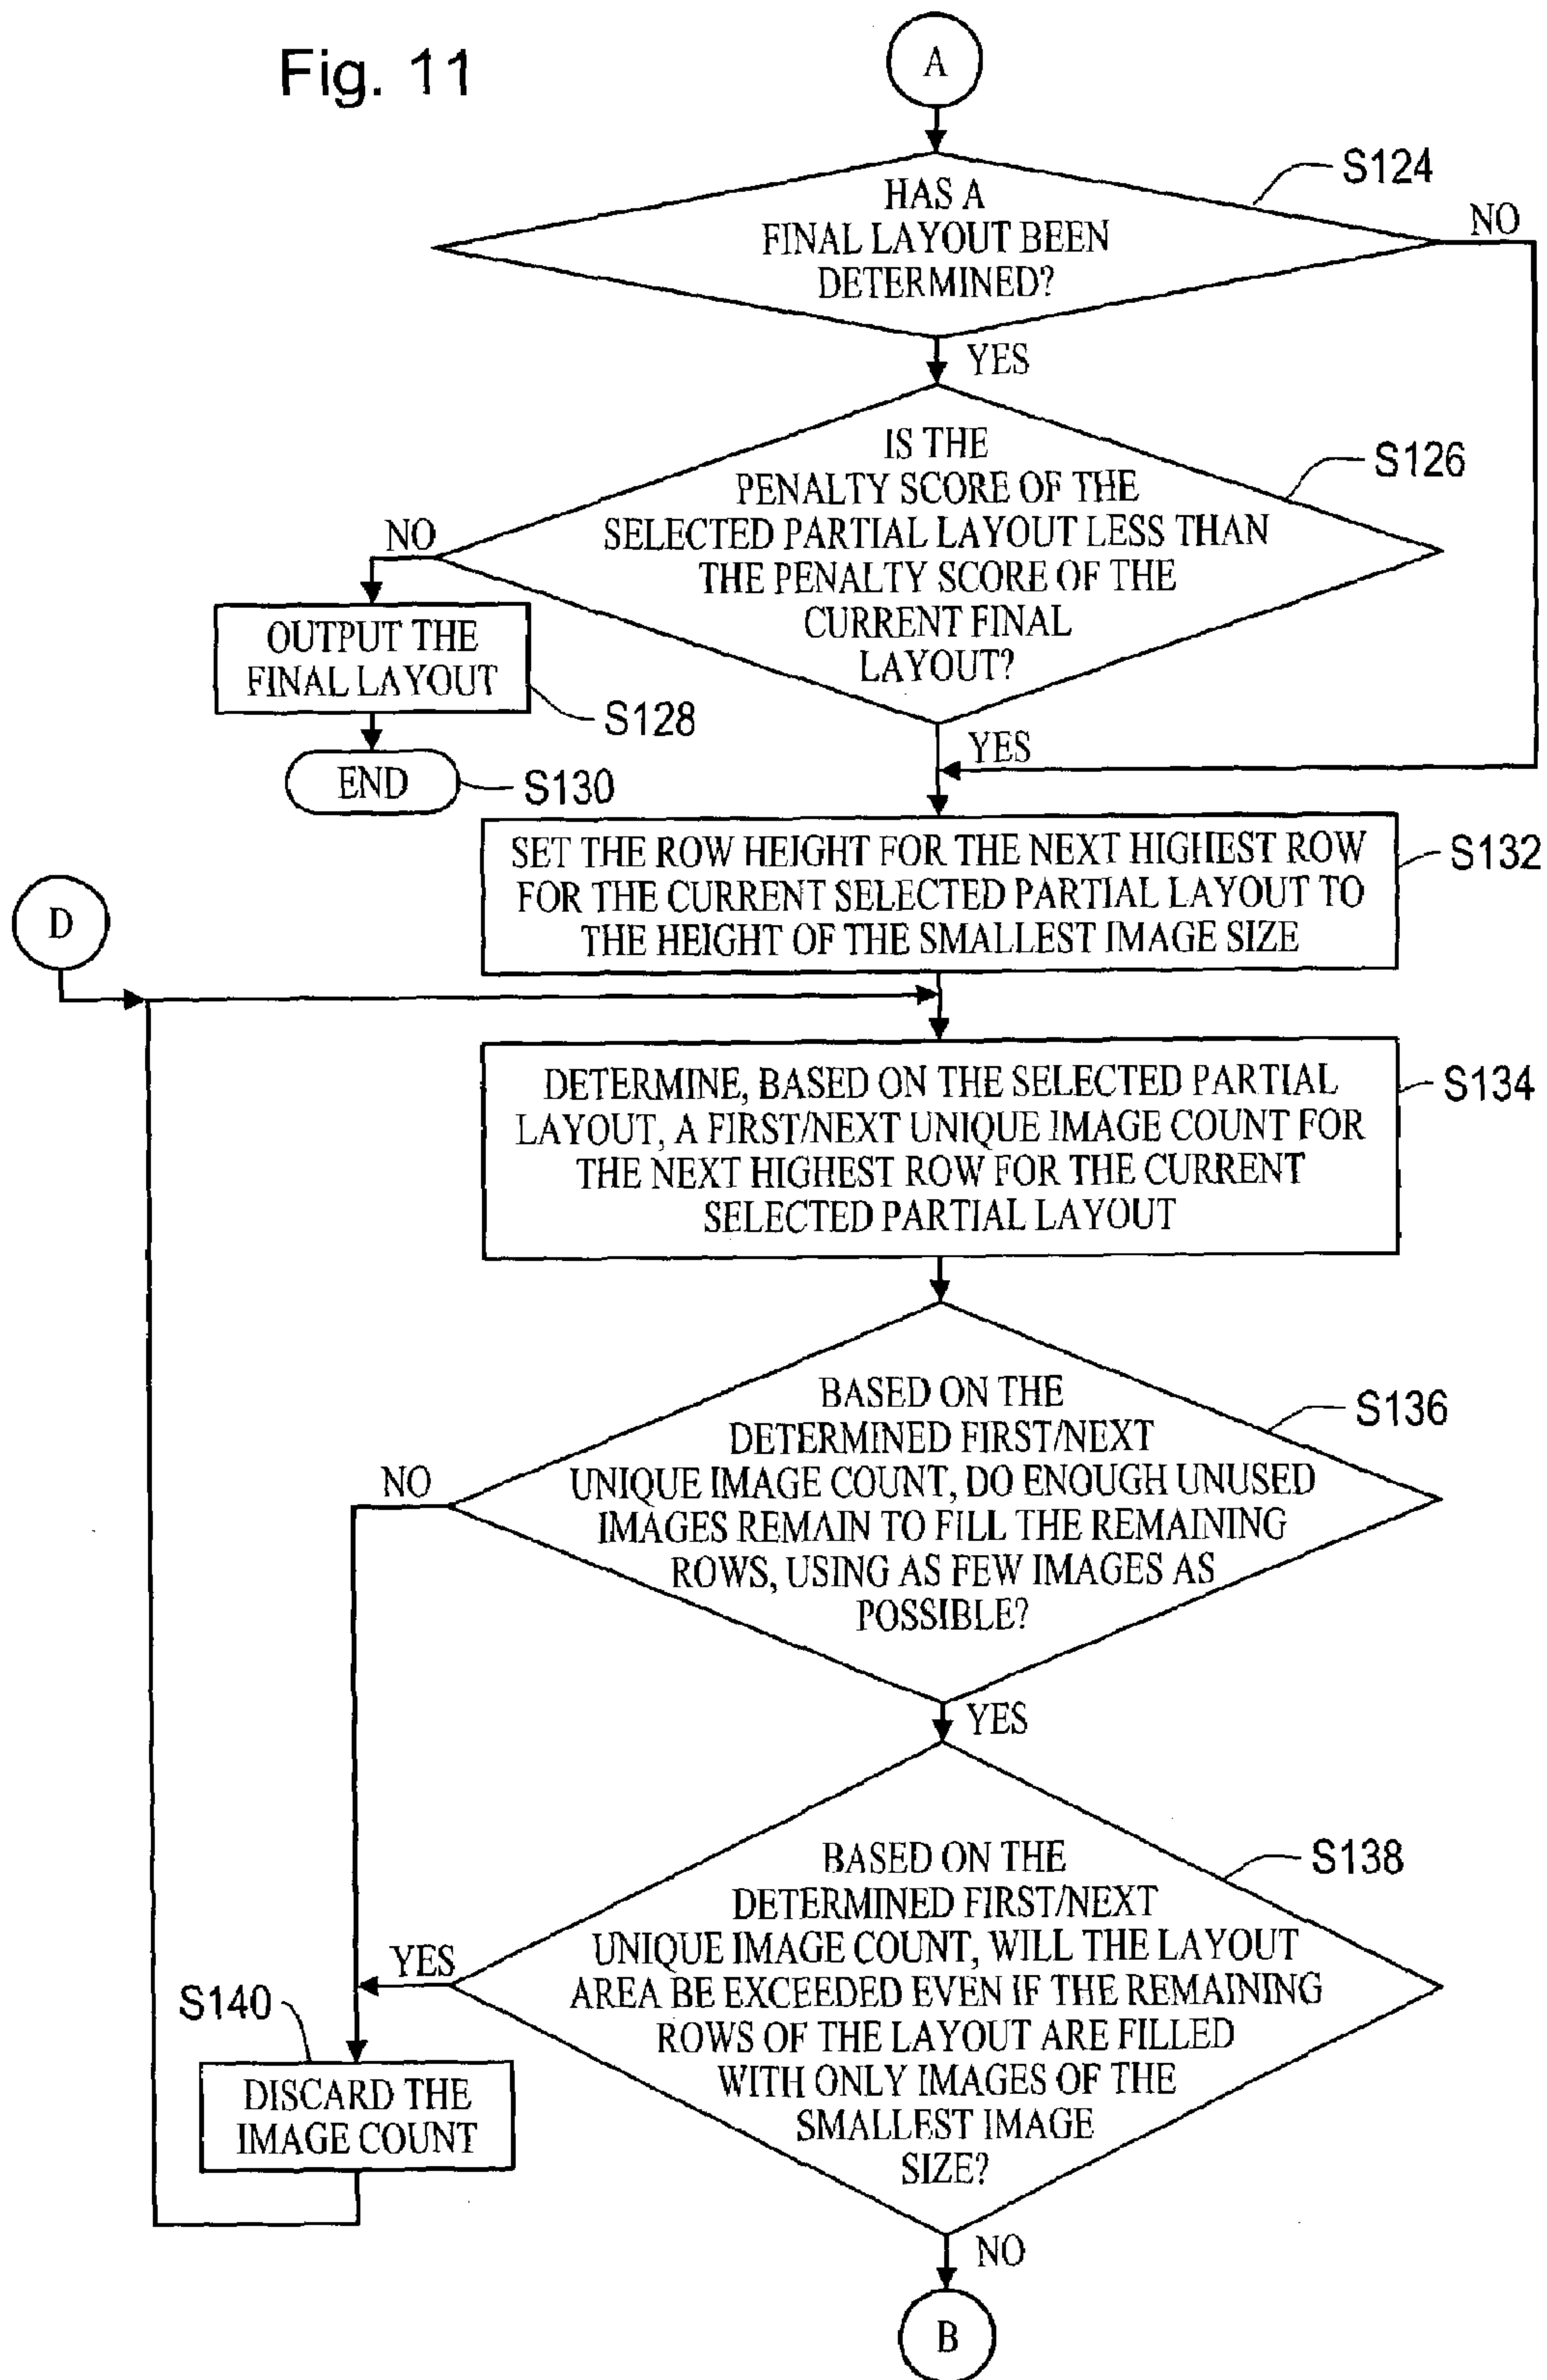 Fig. 11
A
HAS A
FINAL LAYOUT BEEN
DETERMINED?
S124
NO
YES
IS THE
PENALTY SCORE OF THE
SELECTED PARTIAL LAYOUT LESS THAN
THE PENALTY SCORE OF THE
CURRENT FINAL
LAYOUT?
S126
NO
OUTPUT THE
FINAL LAYOUT
S128
YES
END
S130
SET THE ROW HEIGHT FOR THE NEXT HIGHEST ROW
FOR THE CURRENT SELECTED PARTIAL LAYOUT TO
THE HEIGHT OF THE SMALLEST IMAGE SIZE
S132
D
DETERMINE, BASED ON THE SELECTED PARTIAL
LAYOUT, A FIRST/NEXT UNIQUE IMAGE COUNT FOR
THE NEXT HIGHEST ROW FOR THE CURRENT
SELECTED PARTIAL LAYOUT
S134
BASED ON THE
DETERMINED FIRST/NEXT
UNIQUE IMAGE COUNT, DO ENOUGH UNUSED
IMAGES REMAIN TO FILL THE REMAINING
ROWS, USING AS FEW IMAGES AS
POSSIBLE?
S136
NO
YES
BASED ON THE
DETERMINED FIRST/NEXT
UNIQUE IMAGE COUNT, WILL THE LAYOUT
AREA BE EXCEEDED EVEN IF THE REMAINING
ROWS OF THE LAYOUT ARE FILLED
WITH ONLY IMAGES OF THE
SMALLEST IMAGE
SIZE?
S138
YES
S140
DISCARD THE
IMAGE COUNT
NO
B